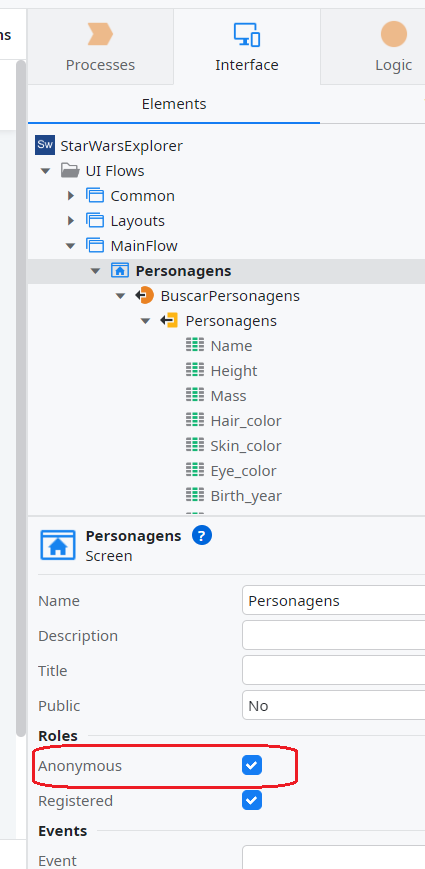 ns
Processes
Interface
Logic
Elements
Sw StarWarsExplorer
UI Flows
Common
Layouts
MainFlow
Personagens
BuscarPersonagens
Personagens
Name
Height
Mass
Hair_color
Skin_color
Eye_color
Birth_year
Personagens ?
Screen
Name Personagens
Description
Title
Public No
Roles
Anonymous
Registered
Events
Event